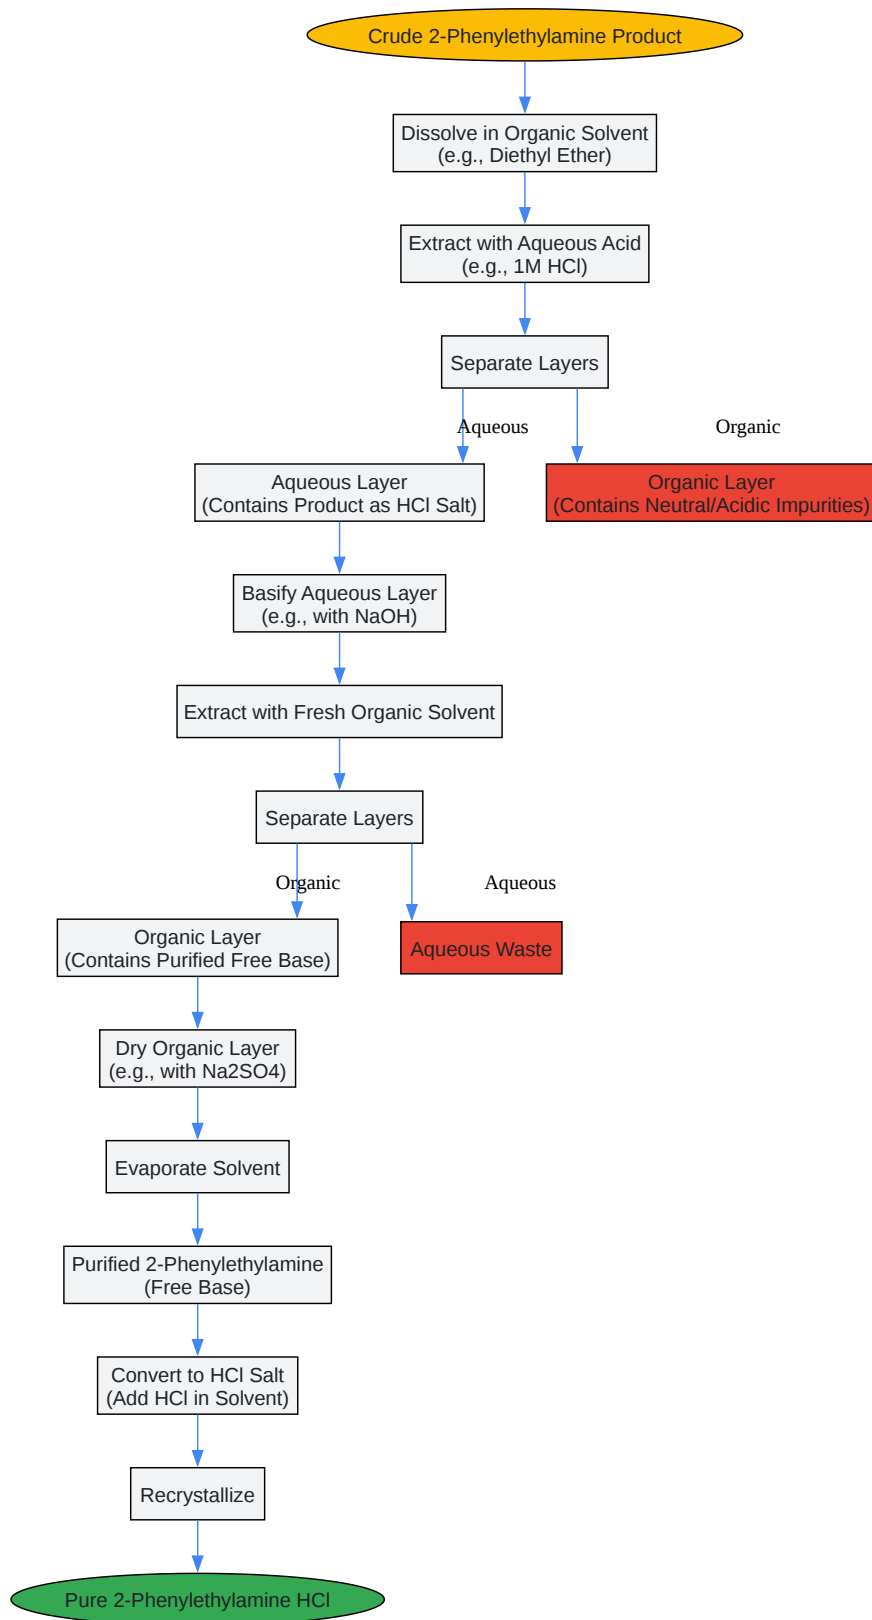 Crude 2-Phenylethylamine Product
Dissolve in Organic Solvent
(e.g., Diethyl Ether)
Extract with Aqueous Acid
(e.g., 1M HCl)
Separate Layers
Aqueous
Organic
Aqueous Layer
(Contains Product as HCl Salt)
Organic Layer
(Contains Neutral/Acidic Impurities)
Basify Aqueous Layer
(e.g., with NaOH)
Extract with Fresh Organic Solvent
Separate Layers
Organic
Aqueous
Organic Layer
(Contains Purified Free Base)
Aqueous Waste
Dry Organic Layer
(e.g., with Na2SO4)
Evaporate Solvent
Purified 2-Phenylethylamine
(Free Base)
Convert to HCl Salt
(Add HCl in Solvent)
Recrystallize
Pure 2-Phenylethylamine HCl